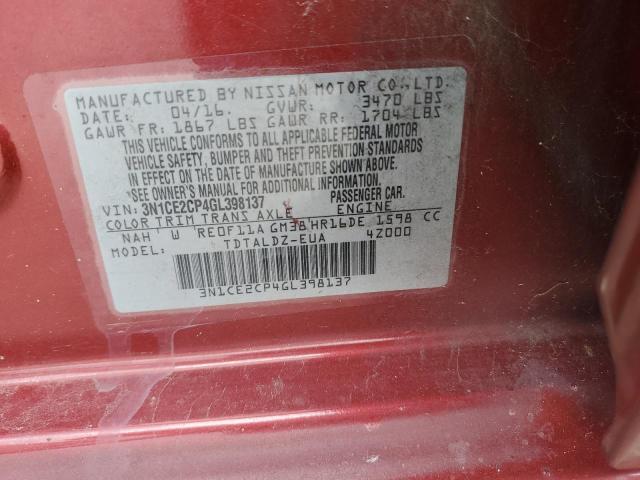 MANUFACTURED BY NISSAN MOTOR CO., LTD.
DATE: 04/16. GVWR: 3470 LBS
GAWR FR: 1867 LBS GAWR RR: 1704 LBS
THIS VEHICLE CONFORMS TO ALL APPLICABLE FEDERAL MOTOR
VEHICLE SAFETY, BUMPER AND THEFT PREVENTION STANDARDS
IN EFFECT ON THE DATE OF MANUFACTURE SHOWN ABOVE.
*SEE OWNER'S MANUAL FOR ADDITIONAL INFORMATION
VIN: 3N1CE2CP4GL398137 PASSENGER CAR.
COLOR TRIM TRANS AXLE ENGINE
NAH W RE0F11A GM38 HR16DE 1598 CC
MODEL: TDTALDZ-EUA 4Z000
3N1CE2CP4GL398137